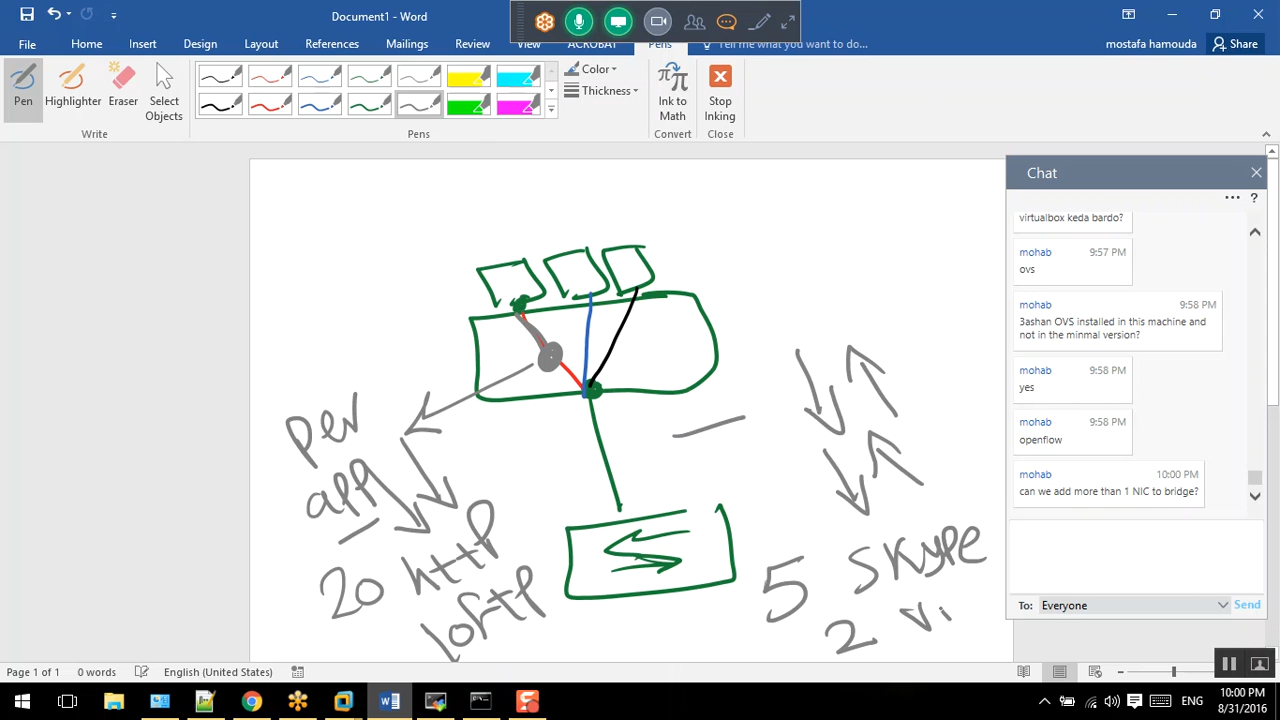 Document1 - Word
File
Home
Insert
Design
Layout
References
Mailings
Review
View
ACROBAT
Pens
Tell me what you want to do...
mostafa hamouda
Share
Pen
Highlighter
Eraser
Select Objects
Color
Thickness
Ink to Math
Stop Inking
Write
Pens
Convert
Close
Chat
virtualbox keda bardo?
mohab 9:57 PM
ovs
mohab 9:58 PM
3ashan OVS installed in this machine and
not in the minmal version?
mohab 9:58 PM
yes
mohab 9:58 PM
openflow
mohab 10:00 PM
can we add more than 1 NIC to bridge?
To: Everyone
Send
per
app
20 http
10 ftp
5 Skype
2 vi
Page 1 of 1
0 words
English (United States)
ENG
10:00 PM
8/31/2016